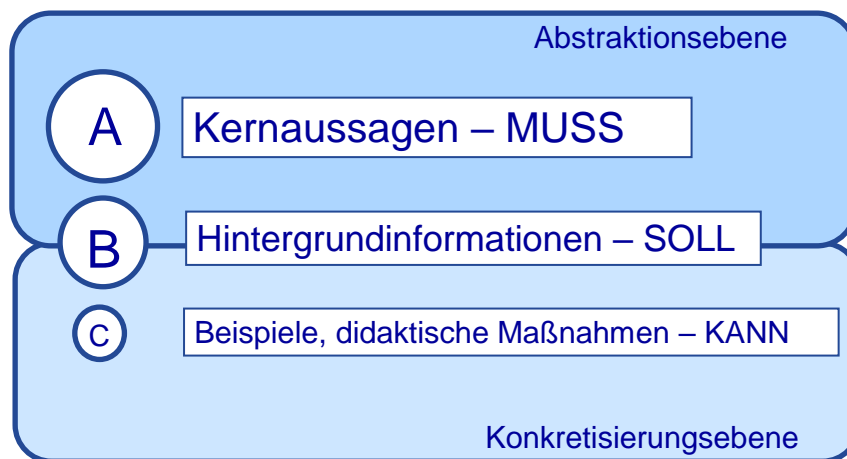 Abstraktionsebene
A
Kernaussagen – MUSS
B
Hintergrundinformationen – SOLL
C
Beispiele, didaktische Maßnahmen – KANN
Konkretisierungsebene